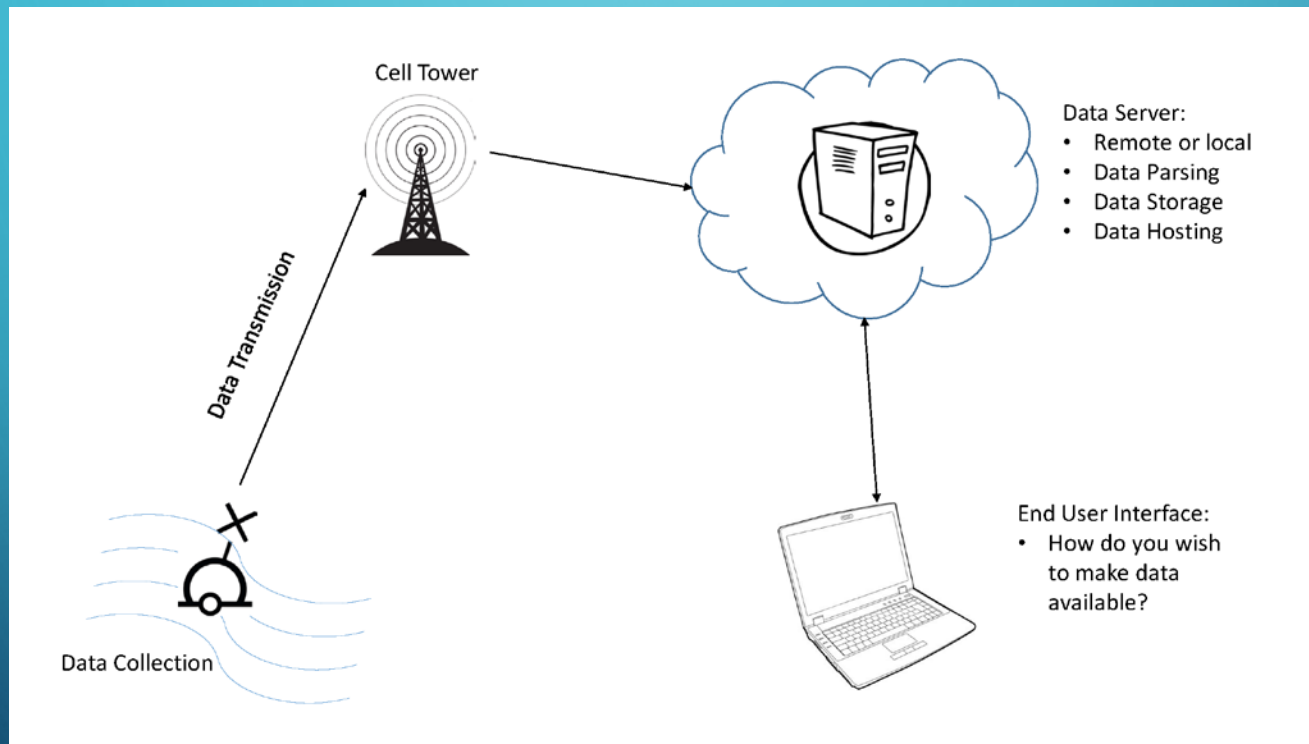 Cell Tower
Data Server:
• Remote or local
• Data Parsing
• Data Storage
• Data Hosting
Data Transmission
End User Interface:
• How do you wish
to make data
available?
Data Collection